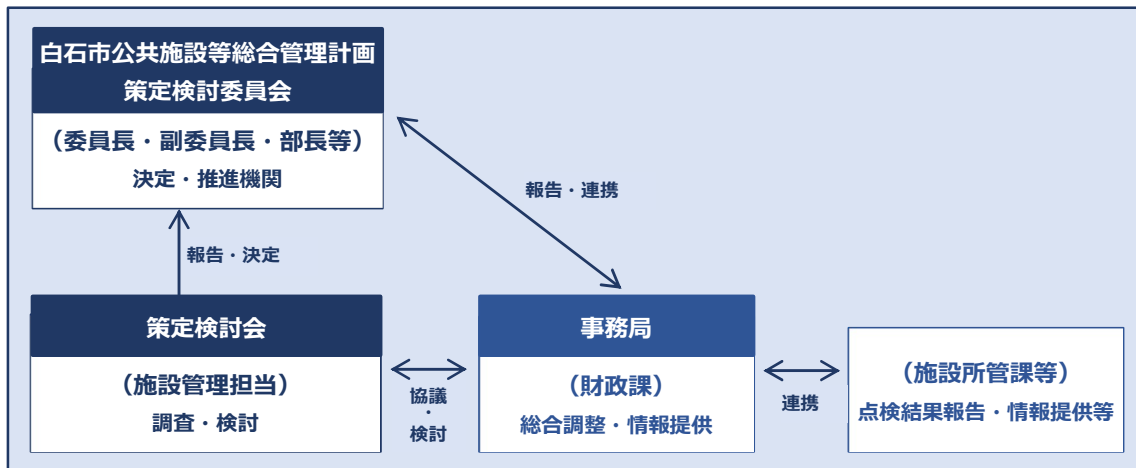 白石市公共施設等総合管理計画
策定検討委員会
（委員長・副委員長・部長等）
決定・推進機関
報告・連携
報告・決定
策定検討会
（施設管理担当）
調査・検討
協議
・
検討
事務局
（財政課）
総合調整・情報提供
連携
（施設所管課等）
点検結果報告・情報提供等